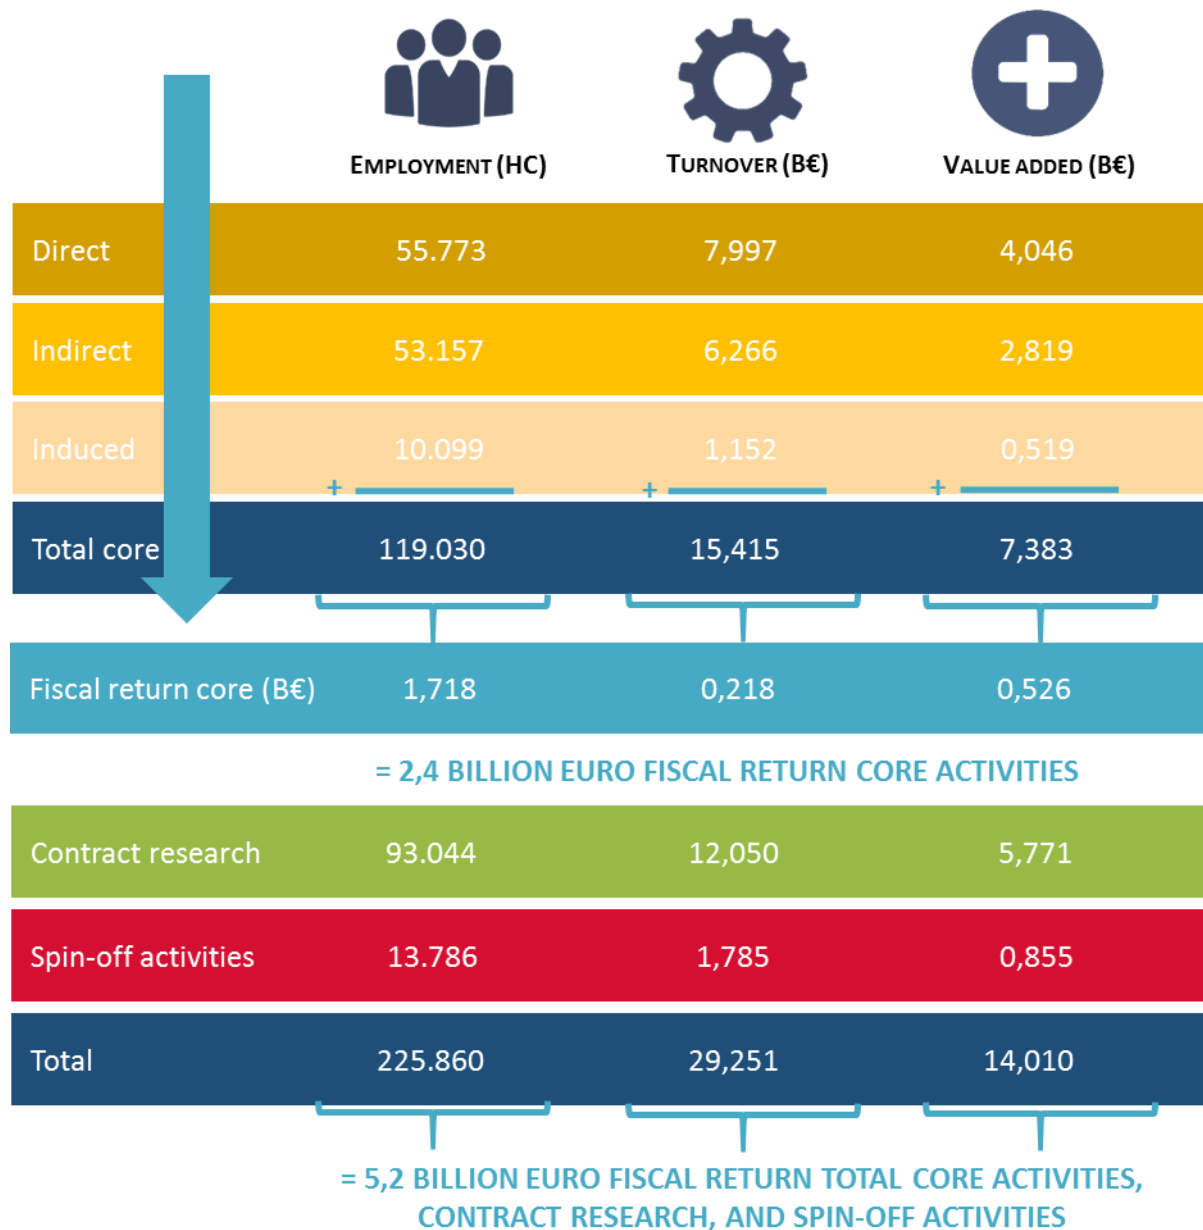 EMPLOYMENT (HC) TURNOVER (B€) VALUE ADDED (B€)
Direct 55.773 7,997 4,046
Indirect 53.157 6,266 2,819
Induced 10.099 1,152 0,519
+ + +
Total core 119.030 15,415 7,383
Fiscal return core (B€) 1,718 0,218 0,526
= 2,4 BILLION EURO FISCAL RETURN CORE ACTIVITIES
Contract research 93.044 12,050 5,771
Spin-off activities 13.786 1,785 0,855
Total 225.860 29,251 14,010
= 5,2 BILLION EURO FISCAL RETURN TOTAL CORE ACTIVITIES,
CONTRACT RESEARCH, AND SPIN-OFF ACTIVITIES